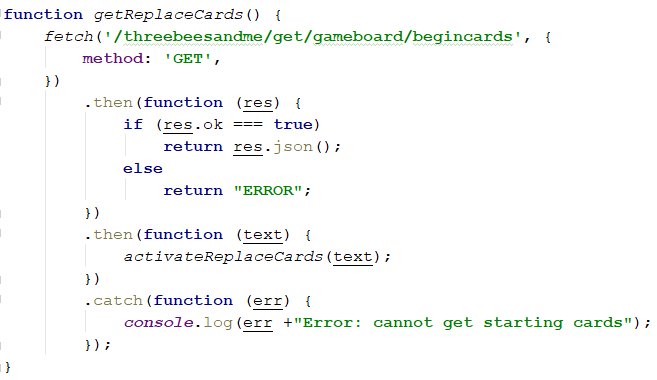 function getReplaceCards() {
    fetch('/threebeesandme/get/gameboard/begincards', {
        method: 'GET',
    })
        .then(function (res) {
            if (res.ok === true)
                return res.json();
            else
                return "ERROR";
        })
        .then(function (text) {
            activateReplaceCards(text);
        })
        .catch(function (err) {
            console.log(err +"Error: cannot get starting cards");
        });
}